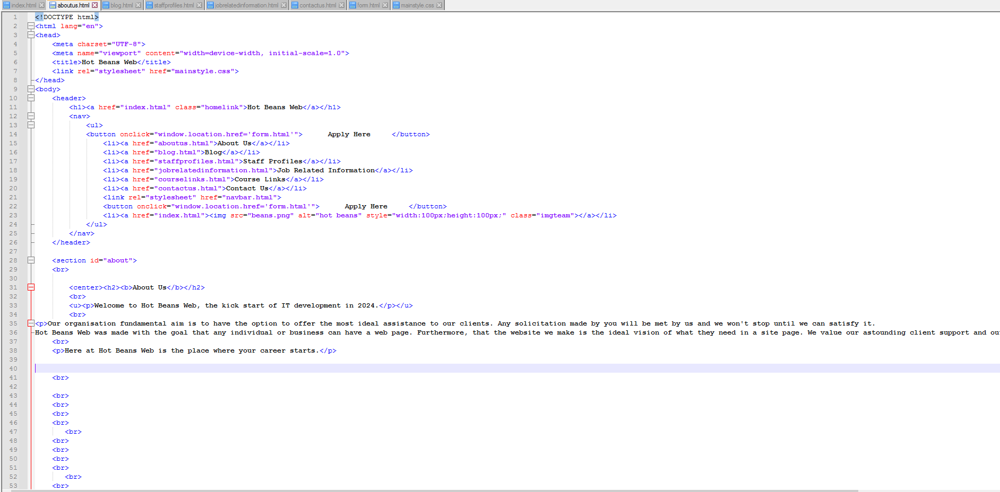 index.html aboutus.html blog.html staffprofiles.html jobrelatedinformation.html contactus.html form.html mainstyle.css
1 <!DOCTYPE html>
2 <html lang="en">
3 <head>
4 <meta charset="UTF-8">
5 <meta name="viewport" content="width=device-width, initial-scale=1.0">
6 <title>Hot Beans Web</title>
7 <link rel="stylesheet" href="mainstyle.css">
8 </head>
9 <body>
10 <header>
11 <h1><a href="index.html" class="homelink">Hot Beans Web</a></h1>
12 <nav>
13 <ul>
14 <button onclick="window.location.href='form.html'"> Apply Here </button>
15 <li><a href="aboutus.html">About Us</a></li>
16 <li><a href="blog.html">Blog</a></li>
17 <li><a href="staffprofiles.html">Staff Profiles</a></li>
18 <li><a href="jobrelatedinformation.html">Job Related Information</a></li>
19 <li><a href="courselinks.html">Course Links</a></li>
20 <li><a href="contactus.html">Contact Us</a></li>
21 <link rel="stylesheet" href="navbar.html">
22 <button onclick="window.location.href='form.html'"> Apply Here </button>
23 <li><a href="index.html"><img src="beans.png" alt="hot beans" style="width:100px;height:100px;" class="imgteam"></a></li>
24 </ul>
25 </nav>
26 </header>
27
28 <section id="about">
29 <br>
30
31 <center><h2><b>About Us</b></h2>
32 <br>
33 <u><p>Welcome to Hot Beans Web, the kick start of IT development in 2024.</p></u>
34 <br>
35 <p>Our organisation fundamental aim is to have the option to offer the most ideal assistance to our clients. Any solicitation made by you will be met by us and we won't stop until we can satisfy it.
36 Hot Beans Web was made with the goal that any individual or business can have a web page. Furthermore, that the website we make is the ideal vision of what they need in a site page. We value our astounding client support and
37 <br>
38 <p>Here at Hot Beans Web is the place where your career starts.</p>
39
40
41 <br>
42
43 <br>
44 <br>
45 <br>
46 <br>
47 <br>
48 <br>
49 <br>
50 <br>
51 <br>
52 <br>
53 <br>